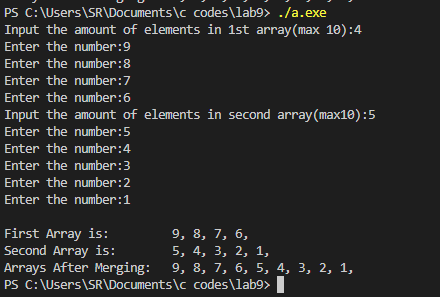 PS C:\Users\SR\Documents\c codes\lab9> ./a.exe
Input the amount of elements in 1st array(max 10):4
Enter the number:9
Enter the number:8
Enter the number:7
Enter the number:6
Input the amount of elements in second array(max10):5
Enter the number:5
Enter the number:4
Enter the number:3
Enter the number:2
Enter the number:1
First Array is: 9, 8, 7, 6,
Second Array is: 5, 4, 3, 2, 1,
Arrays After Merging: 9, 8, 7, 6, 5, 4, 3, 2, 1,
PS C:\Users\SR\Documents\c codes\lab9>